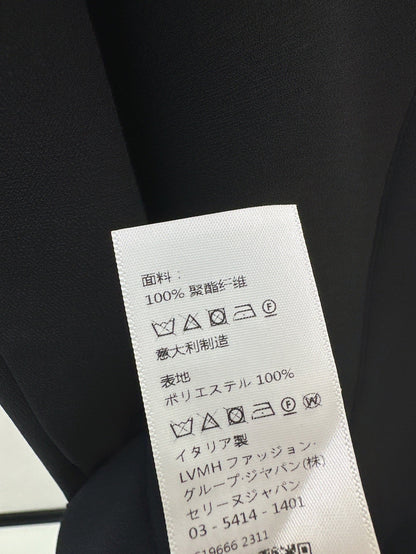 面料：
100% 聚酯纤维
意大利制造
表地
ポリエステル 100%
イタリア製
LVMH ファッション・
グループ・ジャパン(株)
セリーヌジャパン
03 - 5414 - 1401
2311